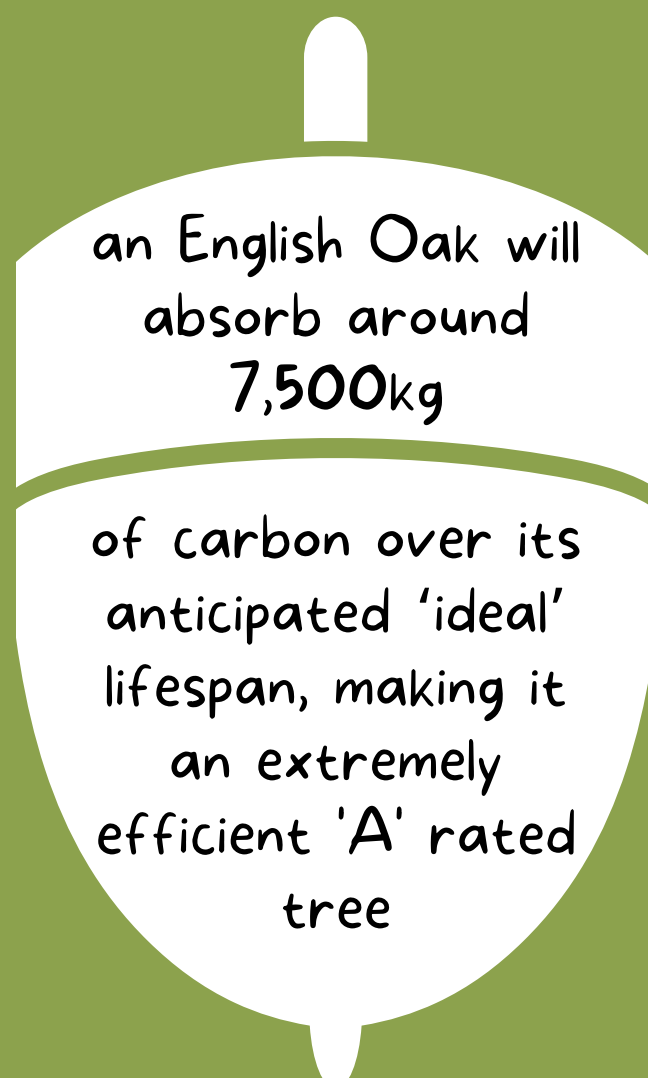 an English Oak will
absorb around
7,500kg
of carbon over its
anticipated ‘ideal’
lifespan, making it
an extremely
efficient 'A' rated
tree